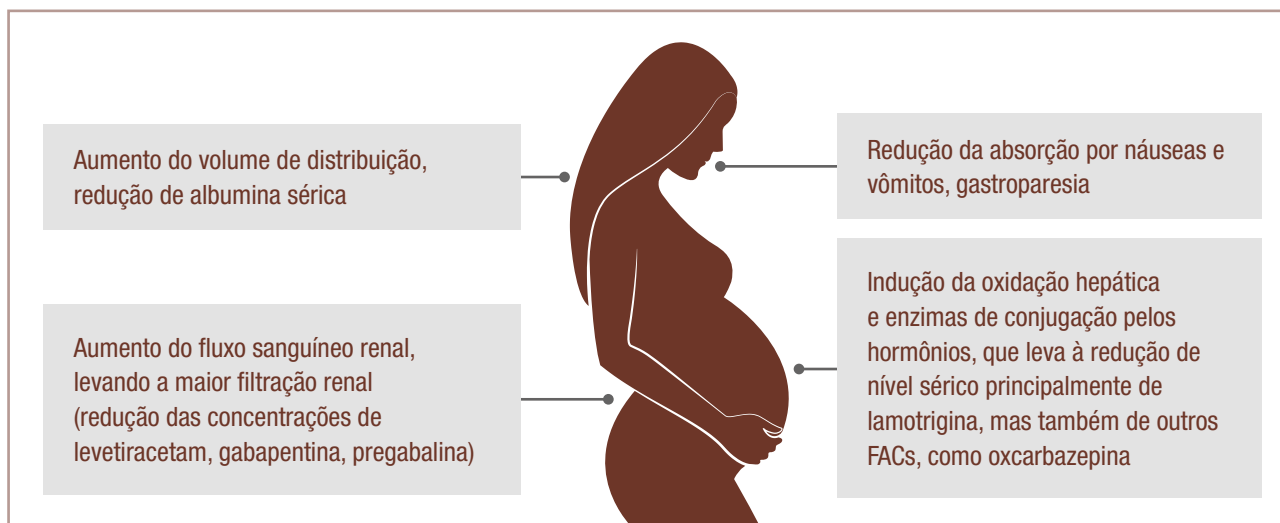 Aumento do volume de distribuição,
redução de albumina sérica
Aumento do fluxo sanguíneo renal,
levando a maior filtração renal
(redução das concentrações de
levetiracetam, gabapentina, pregabalina)
Redução da absorção por náuseas e
vômitos, gastroparesia
Indução da oxidação hepática
e enzimas de conjugação pelos
hormônios, que leva à redução de
nível sérico principalmente de
lamotrigina, mas também de outros
FACs, como oxcarbazepina